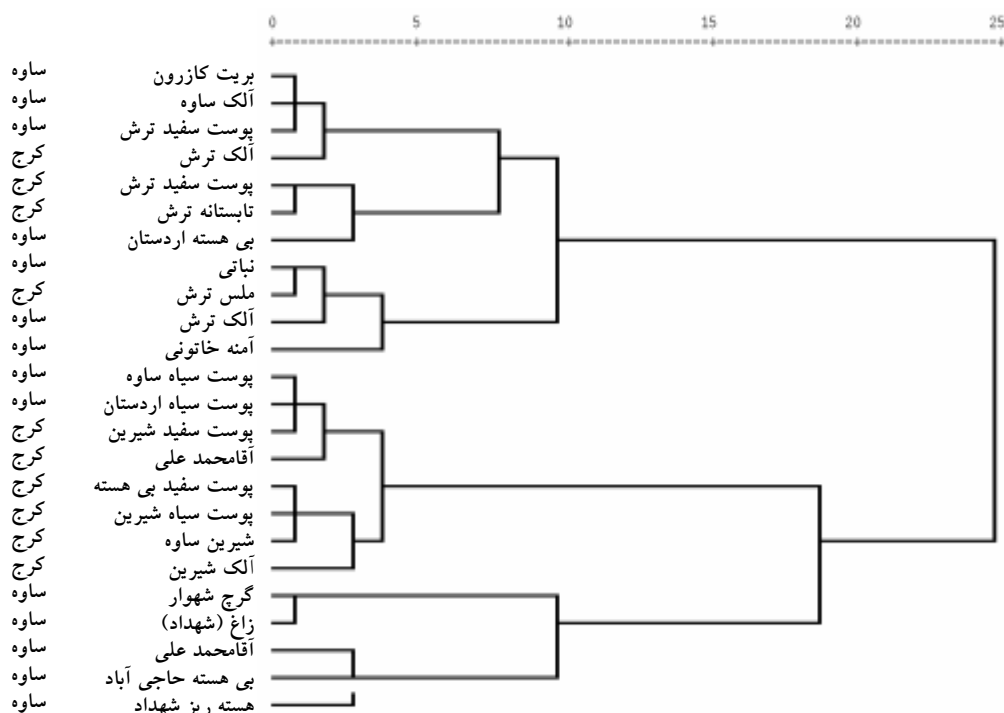 0 5 10 15 20 25
بریت کازرون ساوه
آلک ساوه ساوه
پوست سفید ترش ساوه
آلک ترش کرج
پوست سفید ترش کرج
تابستانه ترش کرج
بی هسته اردستان ساوه
نباتی ساوه
ملس ترش کرج
آلک ترش ساوه
آمنه خاتونی ساوه
پوست سیاه ساوه ساوه
پوست سیاه اردستان ساوه
پوست سفید شیرین کرج
آقامحمد علی کرج
پوست سفید بی هسته کرج
پوست سیاه شیرین کرج
شیرین ساوه کرج
آلک شیرین کرج
گرچ شهوار ساوه
زاغ (شهداد) ساوه
آقامحمد علی ساوه
بی هسته حاجی آباد ساوه
هسته ریز شهداد ساوه